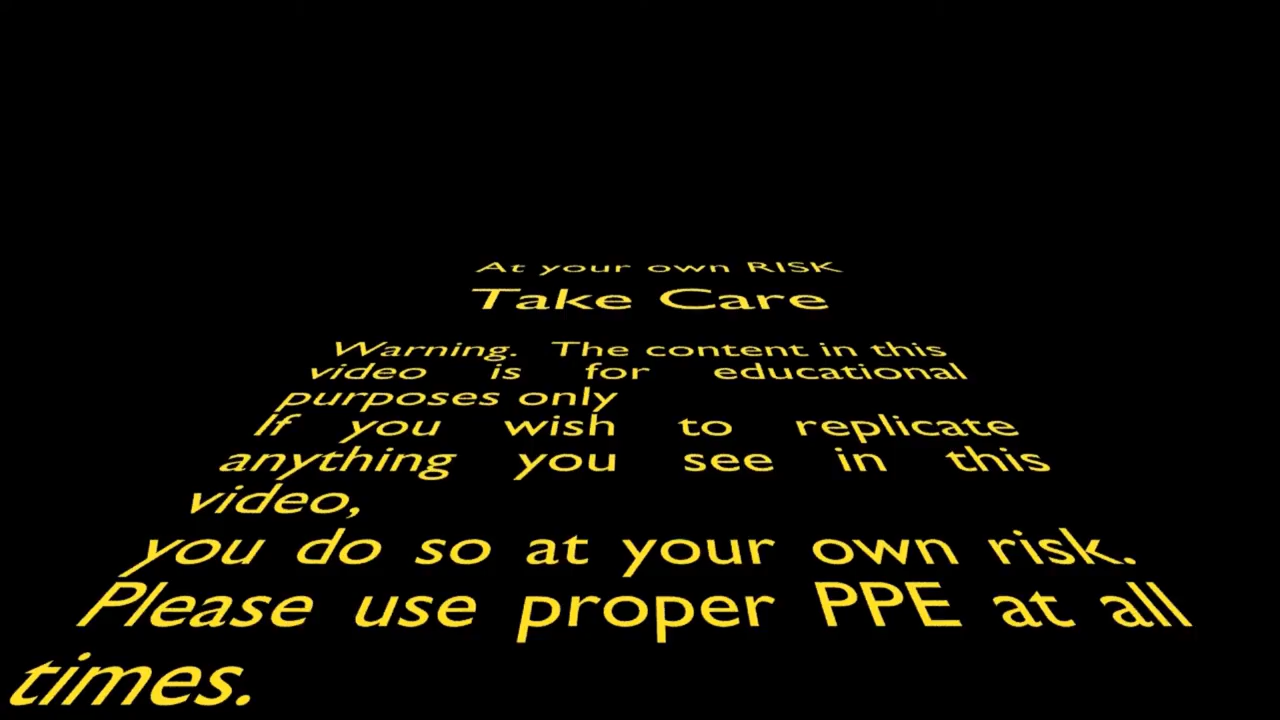 At your own RISK
Take Care
Warning. The content in this
video is for educational
purposes only
If you wish to replicate
anything you see in this
video,
you do so at your own risk.
Please use proper PPE at all
times.